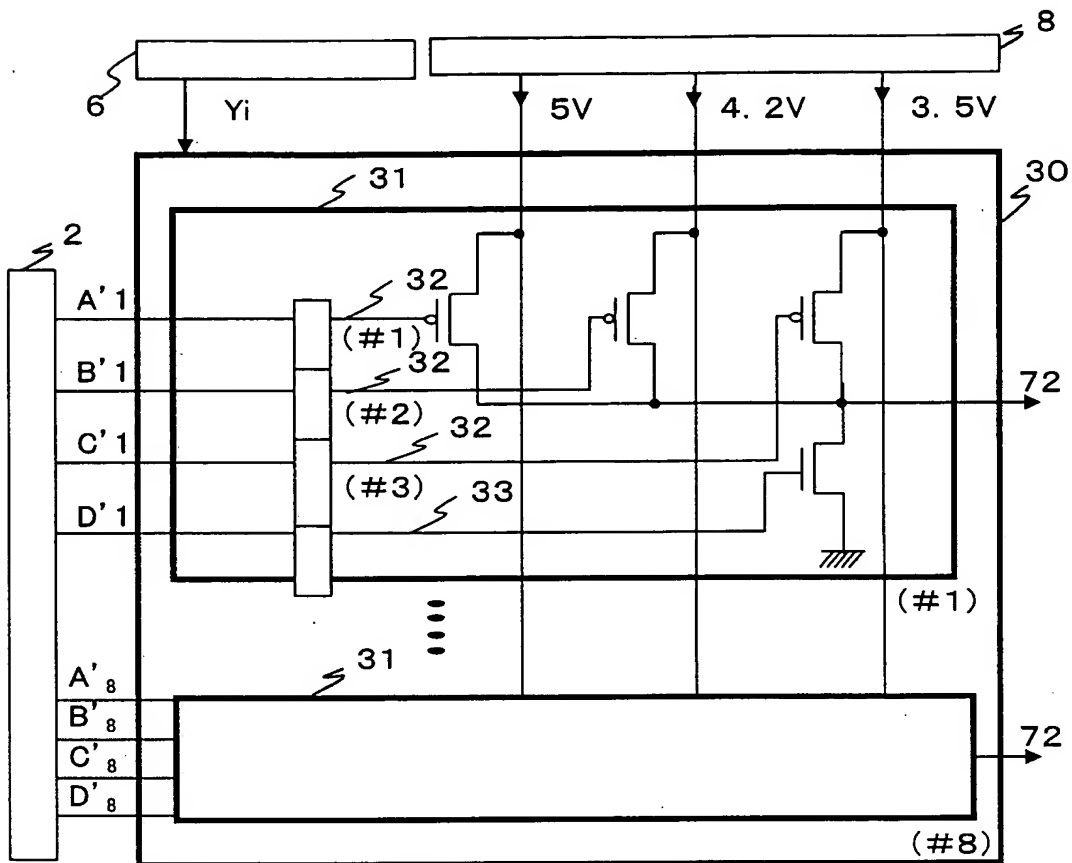 8
6
Yi
5V
4. 2V
3. 5V
31
30
2
A'1
32
(#1)
B'1
32
(#2)
72
C'1
32
(#3)
33
D'1
(#1)
31
A'8
B'8
C'8
D'8
72
(#8)